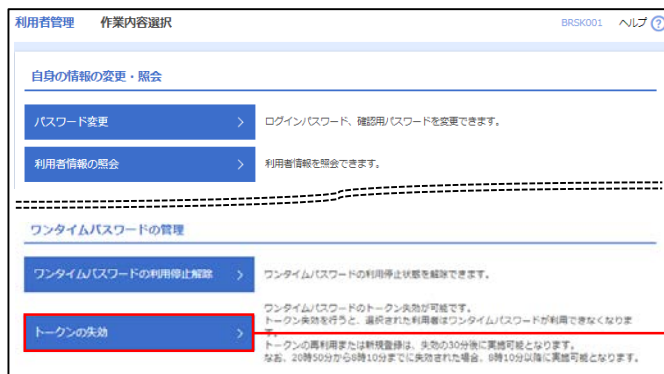 利用者管理 作業内容選択 BRSK001 ヘルプ ?
自身の情報の変更・照会
パスワード変更 ログインパスワード、確認用パスワードを変更できます。
利用者情報の照会 利用者情報を照会できます。
ワンタイムパスワードの管理
ワンタイムパスワードの利用停止解除 ワンタイムパスワードの利用停止状態を解除できます。
ワンタイムパスワードのトークン失効が可能です。
トークン失効を行うと、選択された利用者はワンタイムパスワードが利用できなくなりま
トークンの失効 す。
トークンの再利用または新規登録は、失効の30分後に実施可能となります。
なお、20時50分から8時10分までに失効された場合、8時10分以降に実施可能となります。